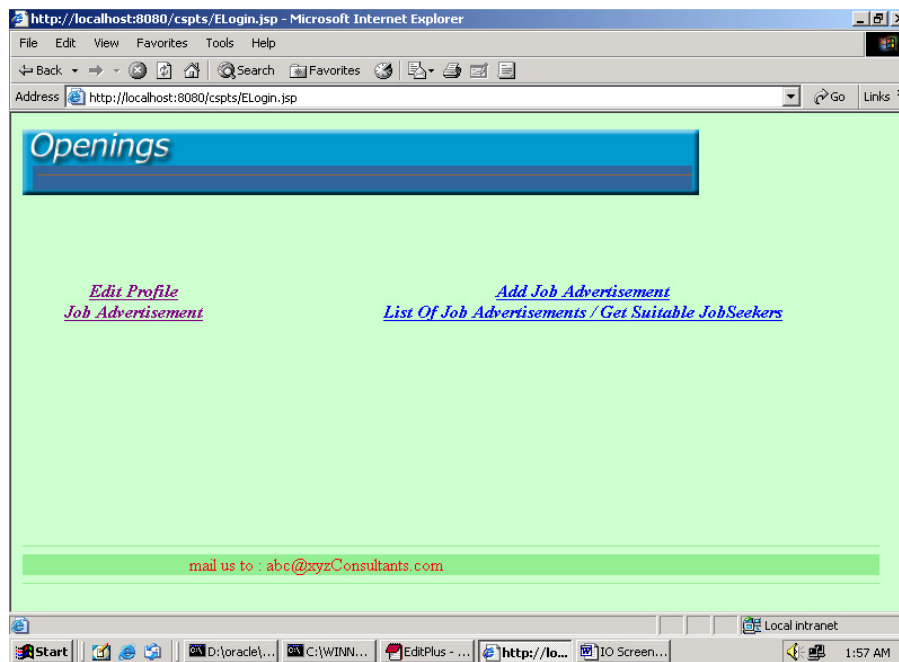 http://localhost:8080/cspts/ELogin.jsp - Microsoft Internet Explorer
File Edit View Favorites Tools Help
Back Search Favorites
Address http://localhost:8080/cspts/ELogin.jsp Go Links
Openings
Edit Profile Add Job Advertisement
Job Advertisement List Of Job Advertisements / Get Suitable JobSeekers
mail us to : abc@xyzConsultants.com
Local intranet
Start D:\oracle\... C:\WINN... EditPlus - ... http://lo... IO Screen... 1:57 AM